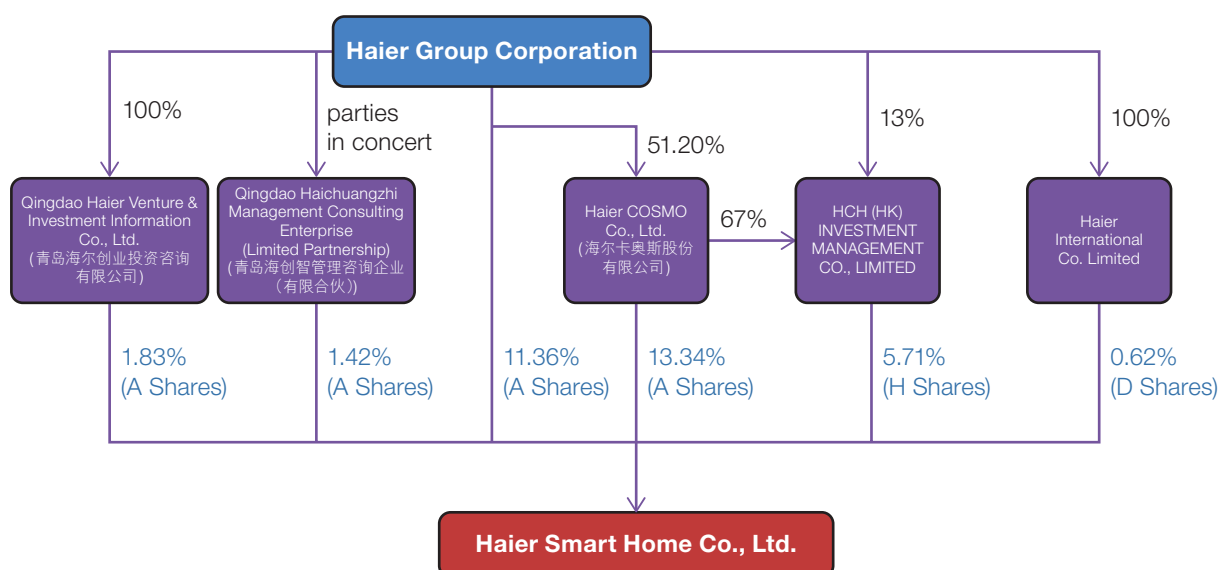 Haier Group Corporation
100%
parties
in concert
51.20%
13%
100%
Qingdao Haier Venture &
Investment Information
Co., Ltd.
(青岛海尔创业投资咨询
有限公司)
Qingdao Haichuangzhi
Management Consulting
Enterprise
(Limited Partnership)
(青岛海创智管理咨询企业
（有限合伙）)
Haier COSMO
Co., Ltd.
(海尔卡奥斯股份
有限公司)
67%
HCH (HK)
INVESTMENT
MANAGEMENT
CO., LIMITED
Haier
International
Co. Limited
1.83%
(A Shares)
1.42%
(A Shares)
11.36%
(A Shares)
13.34%
(A Shares)
5.71%
(H Shares)
0.62%
(D Shares)
Haier Smart Home Co., Ltd.